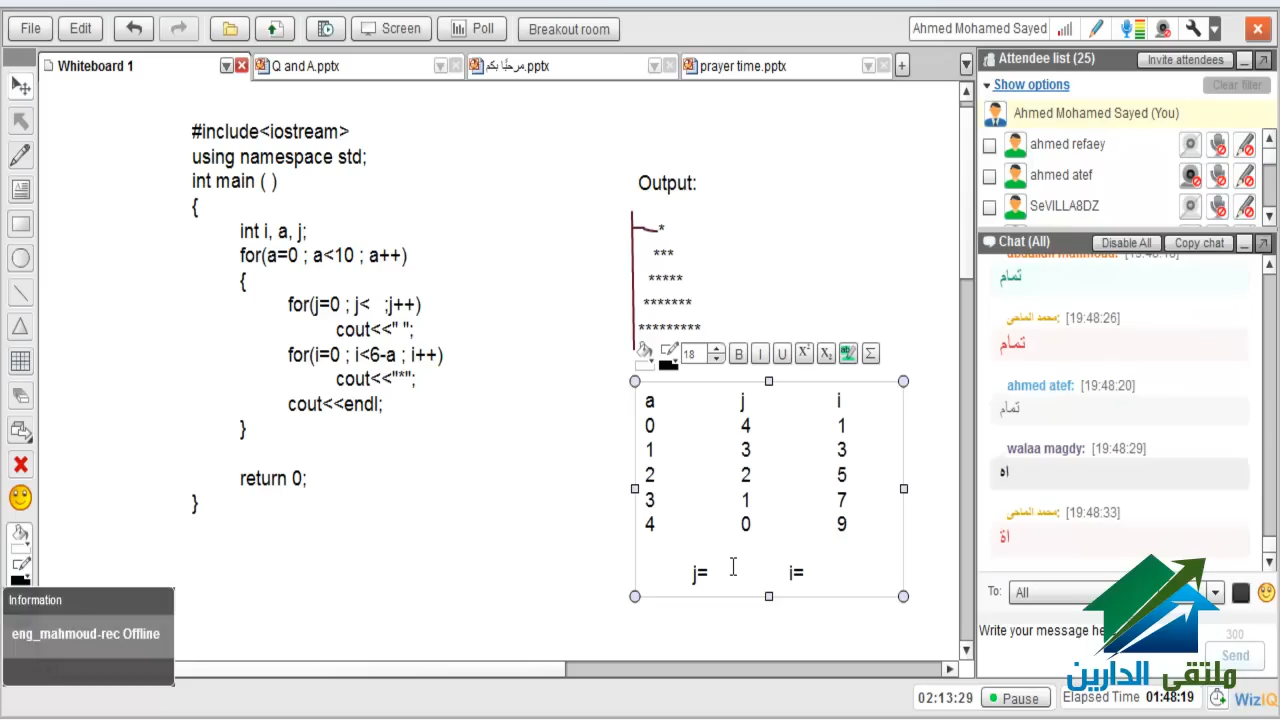 File Edit Screen Poll Breakout room Ahmed Mohamed Sayed
Whiteboard 1 Q and A.pptx مرحبًا بكم.pptx prayer time.pptx
Attendee list (25) Invite attendees
Show options Clear filter
Ahmed Mohamed Sayed (You)
ahmed refaey
ahmed atef
SeVILLA8DZ
#include<iostream>
using namespace std;
int main ( )
{
int i, a, j;
for(a=0 ; a<10 ; a++)
{
for(j=0 ; j< ;j++)
cout<<" ";
for(i=0 ; i<6-a ; i++)
cout<<"*";
cout<<endl;
}
return 0;
}
Output:
*
***
*****
*******
*********
18 B I U X² X₂ ab Σ
a j i
0 4 1
1 3 3
2 2 5
3 1 7
4 0 9
j= i=
Chat (All) Disable All Copy chat
تمام
محمد الماحى: [19:48:26]
تمام
ahmed atef: [19:48:20]
تمام
walaa magdy: [19:48:29]
اه
محمد الماحى: [19:48:33]
اة
To: All
Write your message he
300
Send
ملتقى الدارين
Information
eng_mahmoud-rec Offline
02:13:29 Pause Elapsed Time 01:48:19 WizIQ